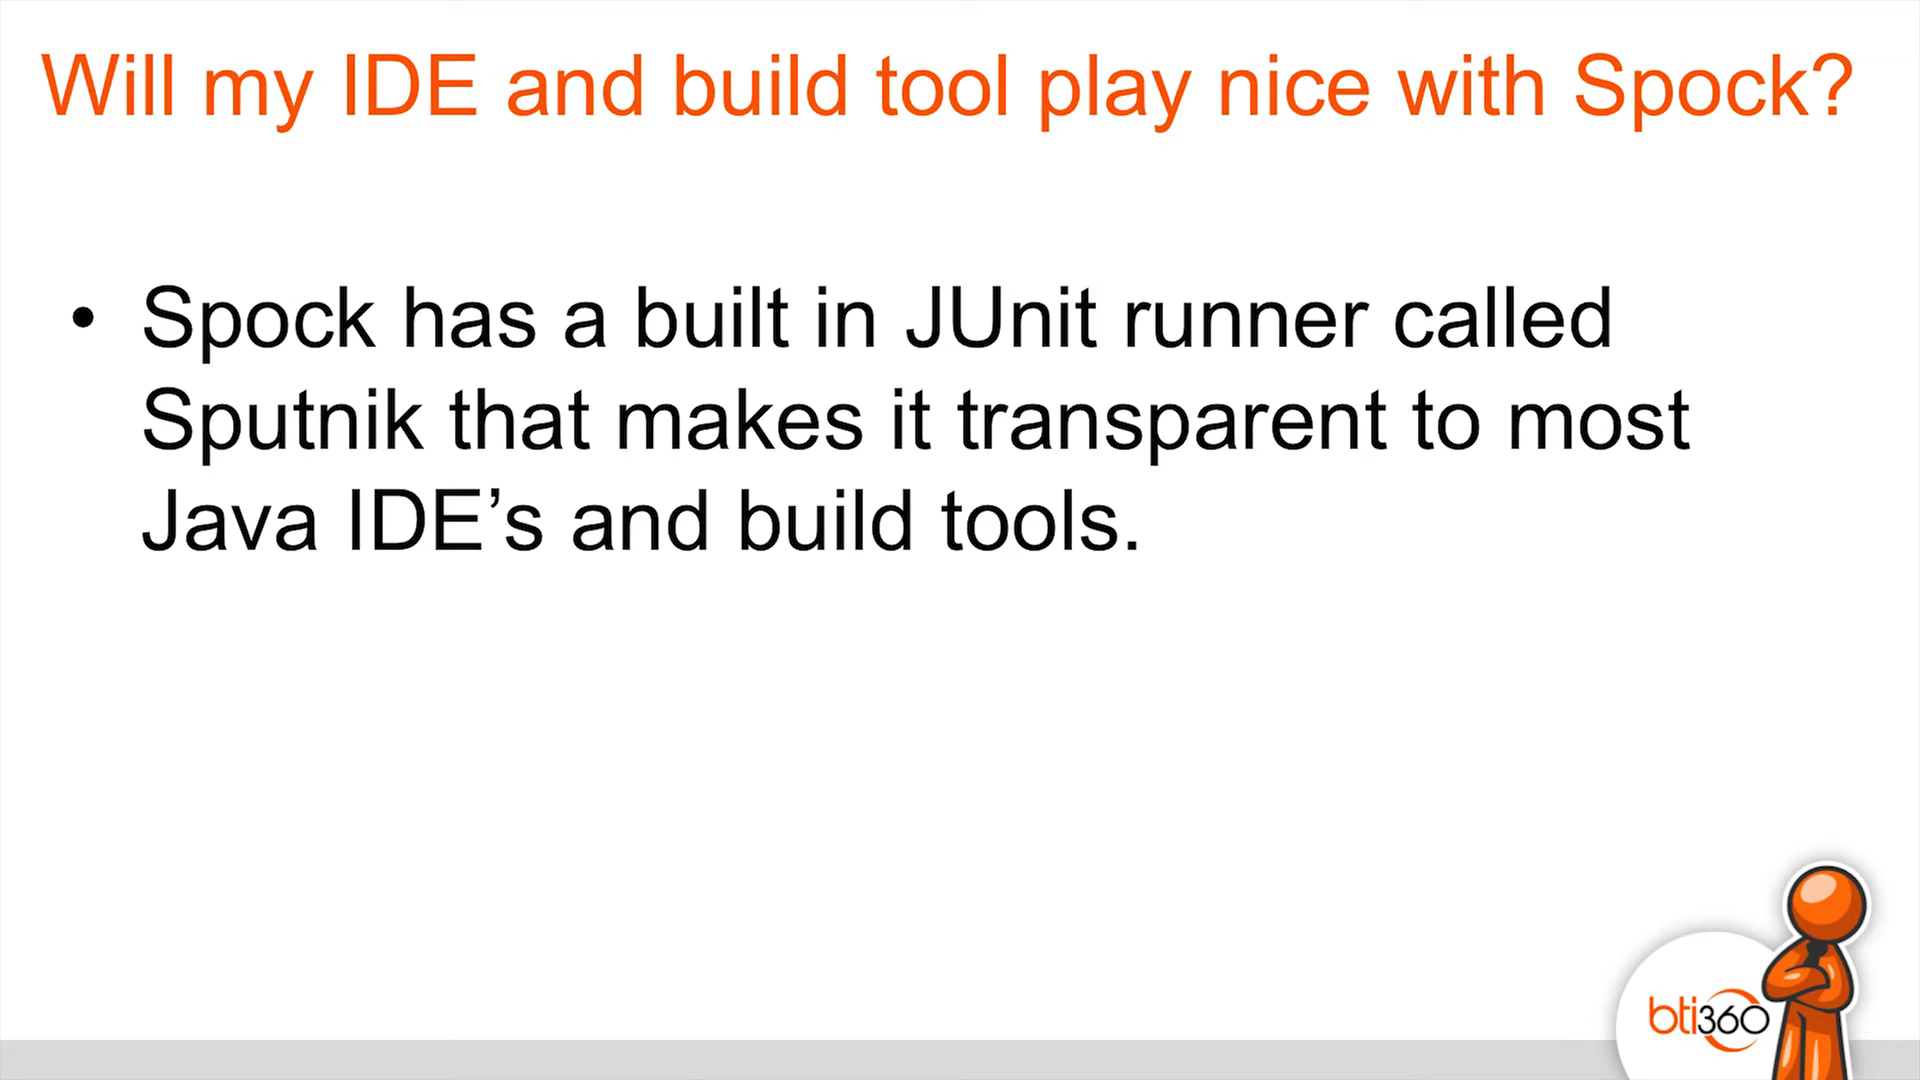 Will my IDE and build tool play nice with Spock?
• Spock has a built in JUnit runner called
Sputnik that makes it transparent to most
Java IDE’s and build tools.
bti360